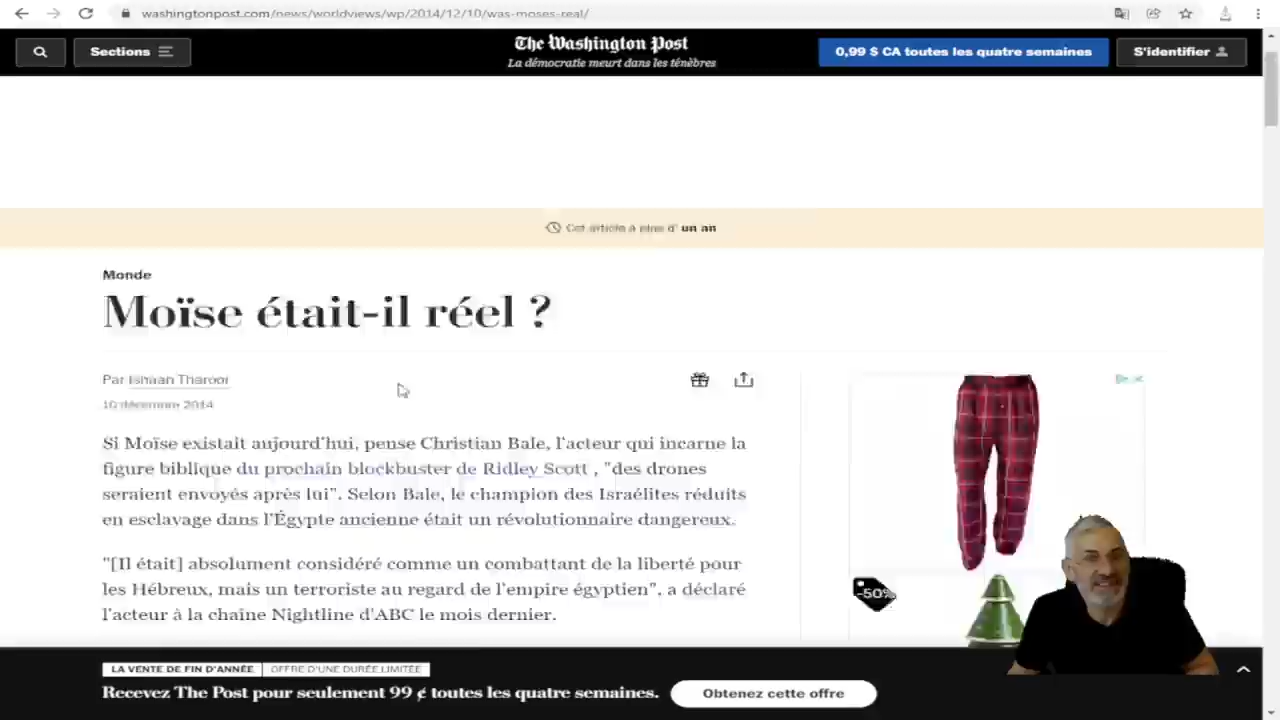 washingtonpost.com/news/worldviews/wp/2014/12/10/was-moses-real/
Sections
The Washington Post
La démocratie meurt dans les ténèbres
0,99 $ CA toutes les quatre semaines
S'identifier
Cet article a plus d' un an
Monde
Moïse était-il réel ?
Par Ishaan Tharoor
10 décembre 2014
Si Moïse existait aujourd'hui, pense Christian Bale, l'acteur qui incarne la
figure biblique du prochain blockbuster de Ridley Scott , "des drones
seraient envoyés après lui". Selon Bale, le champion des Israélites réduits
en esclavage dans l'Égypte ancienne était un révolutionnaire dangereux.
"[Il était] absolument considéré comme un combattant de la liberté pour
les Hébreux, mais un terroriste au regard de l'empire égyptien", a déclaré
l'acteur à la chaîne Nightline d'ABC le mois dernier.
-50%
LA VENTE DE FIN D'ANNÉE OFFRE D'UNE DURÉE LIMITÉE
Recevez The Post pour seulement 99 ¢ toutes les quatre semaines.
Obtenez cette offre